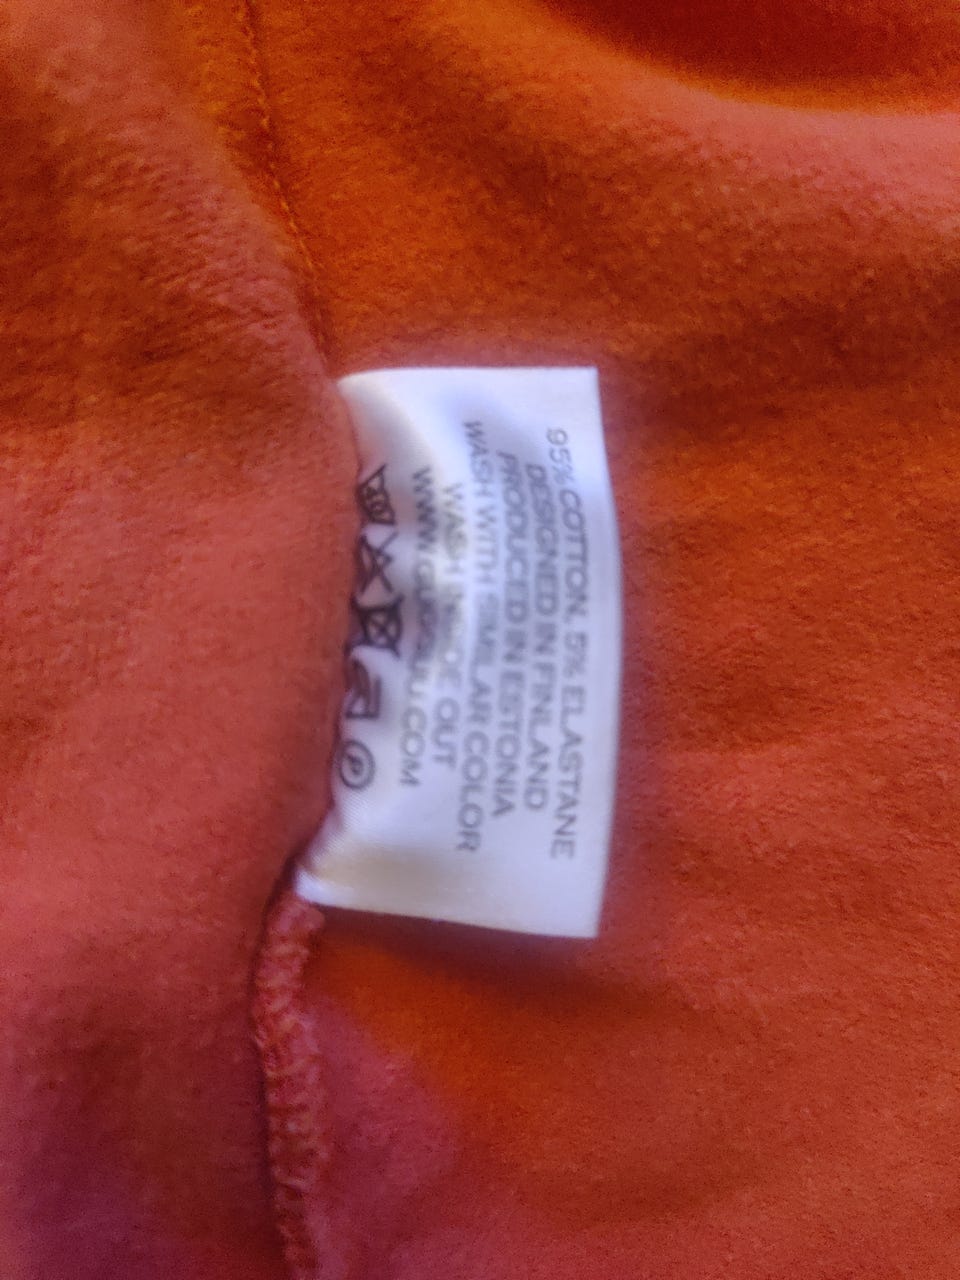 95% COTTON, 5% ELASTANE
DESIGNED IN FINLAND
PRODUCED IN ESTONIA
WASH WITH SIMILAR COLOR
WASH INSIDE OUT